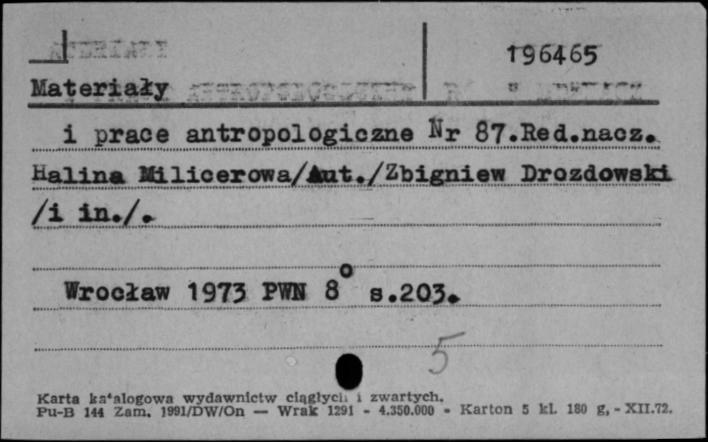 196465
Materiały
i prace antropologiczne Nr 87.Red.nacz.
Halina Milicerowa/Aut./Zbigniew Drozdowski
/i in./.
Wrocław 1973 PWN 8° s.203.
5
Karta katalogowa wydawnictw ciągłych i zwartych.
Pu-B 144 Zam. 1991/DW/On — Wrak 1291 - 4.350.000 - Karton 5 kl. 180 g, - XII.72.